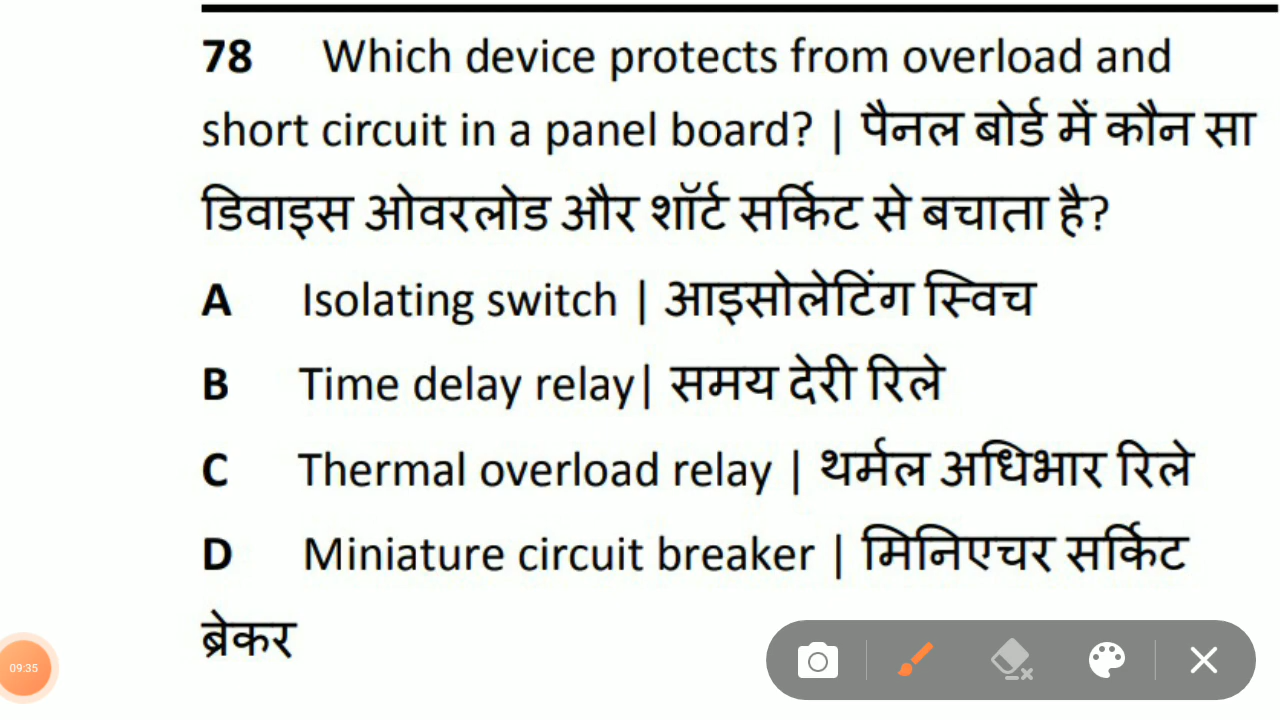 78 Which device protects from overload and
short circuit in a panel board? | पैनल बोर्ड में कौन सा
डिवाइस ओवरलोड और शॉर्ट सर्किट से बचाता है?
A Isolating switch | आइसोलेटिंग स्विच
B Time delay relay| समय देरी रिले
C Thermal overload relay | थर्मल अधिभार रिले
D Miniature circuit breaker | मिनिएचर सर्किट
ब्रेकर
09:35